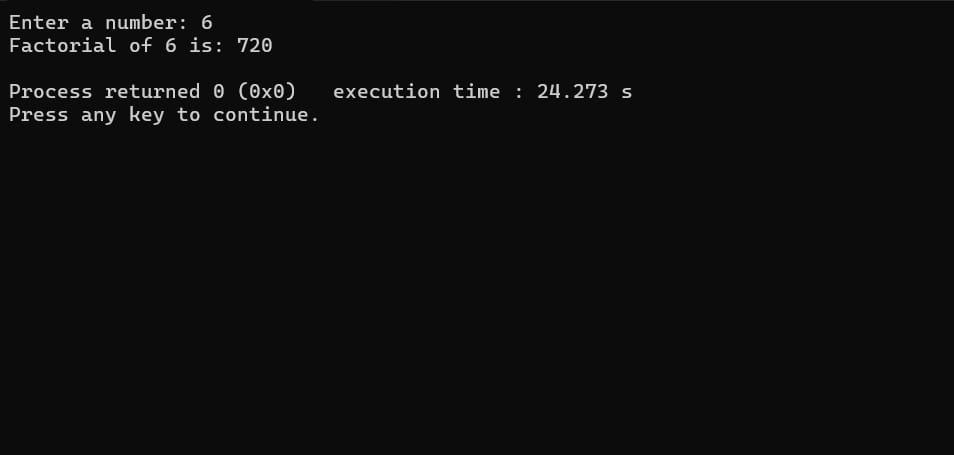 Enter a number: 6
Factorial of 6 is: 720
Process returned 0 (0x0)   execution time : 24.273 s
Press any key to continue.